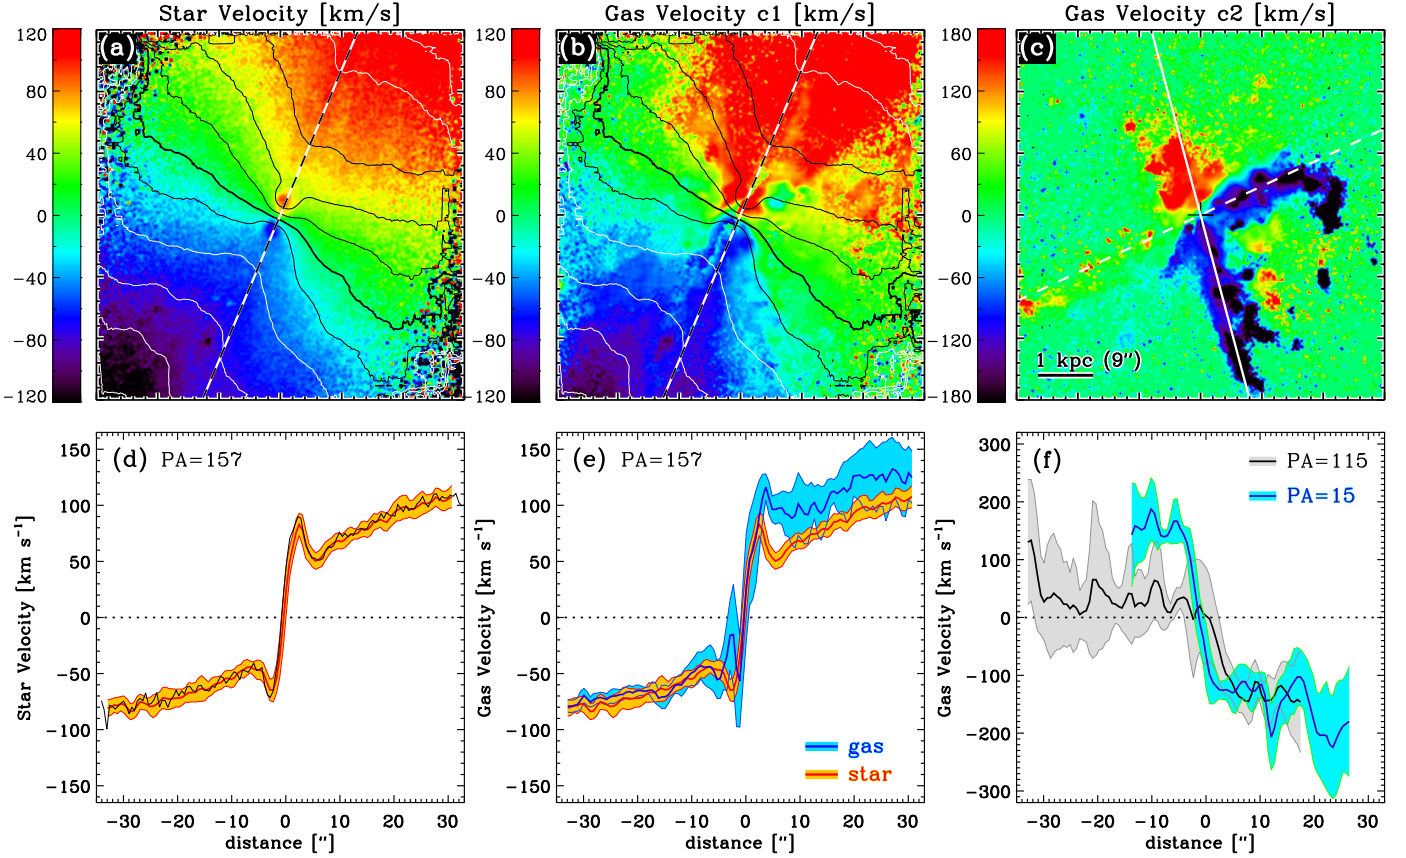 Star Velocity [km/s]
Gas Velocity c1 [km/s]
Gas Velocity c2 [km/s]
(a)
(b)
(c)
120
80
40
0
−40
−80
−120
120
80
40
0
−40
−80
−120
180
120
60
0
−60
−120
−180
1 kpc (9″)
(d) PA=157
Star Velocity [km s⁻¹]
150
100
50
0
−50
−100
−150
−30 −20 −10 0 10 20 30
distance [″]
(e) PA=157
Gas Velocity [km s⁻¹]
150
100
50
0
−50
−100
−150
gas
star
−30 −20 −10 0 10 20 30
distance [″]
(f)
PA=115
PA=15
Gas Velocity [km s⁻¹]
300
200
100
0
−100
−200
−300
−30 −20 −10 0 10 20 30
distance [″]